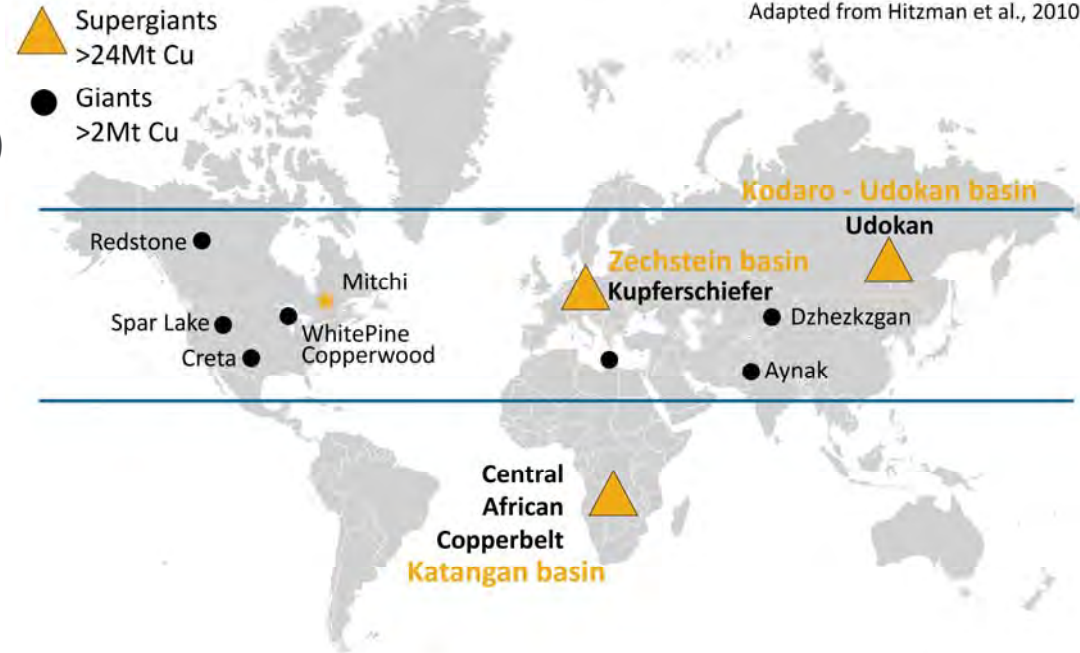 Supergiants
>24Mt Cu
Giants
>2Mt Cu
Adapted from Hitzman et al., 2010
Kodaro - Udokan basin
Udokan
Redstone
Zechstein basin
Kupferschiefer
Mitchi
Spar Lake
WhitePine
Copperwood
Dzhezkzgan
Creta
Aynak
Central
African
Copperbelt
Katangan basin